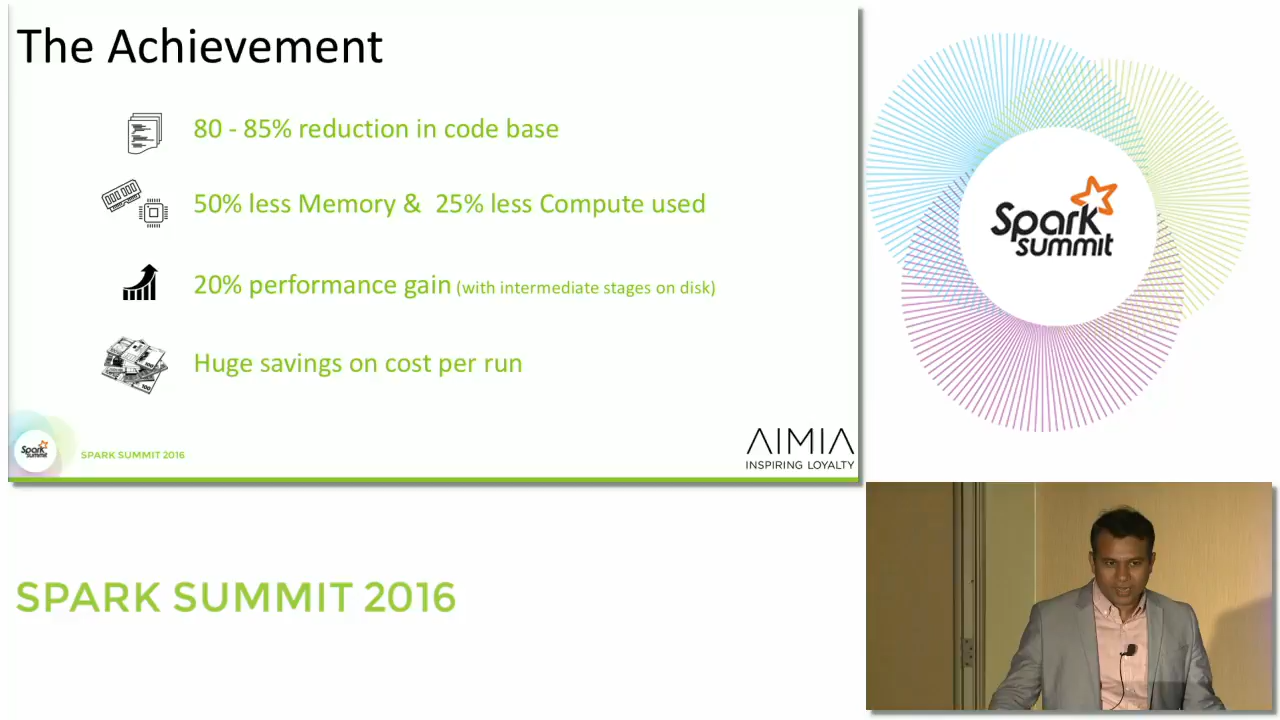 The Achievement
80 - 85% reduction in code base
50% less Memory & 25% less Compute used
20% performance gain (with intermediate stages on disk)
Huge savings on cost per run
Spark
summit
SPARK SUMMIT 2016
AIMIA
INSPIRING LOYALTY
Spark
summit
SPARK SUMMIT 2016